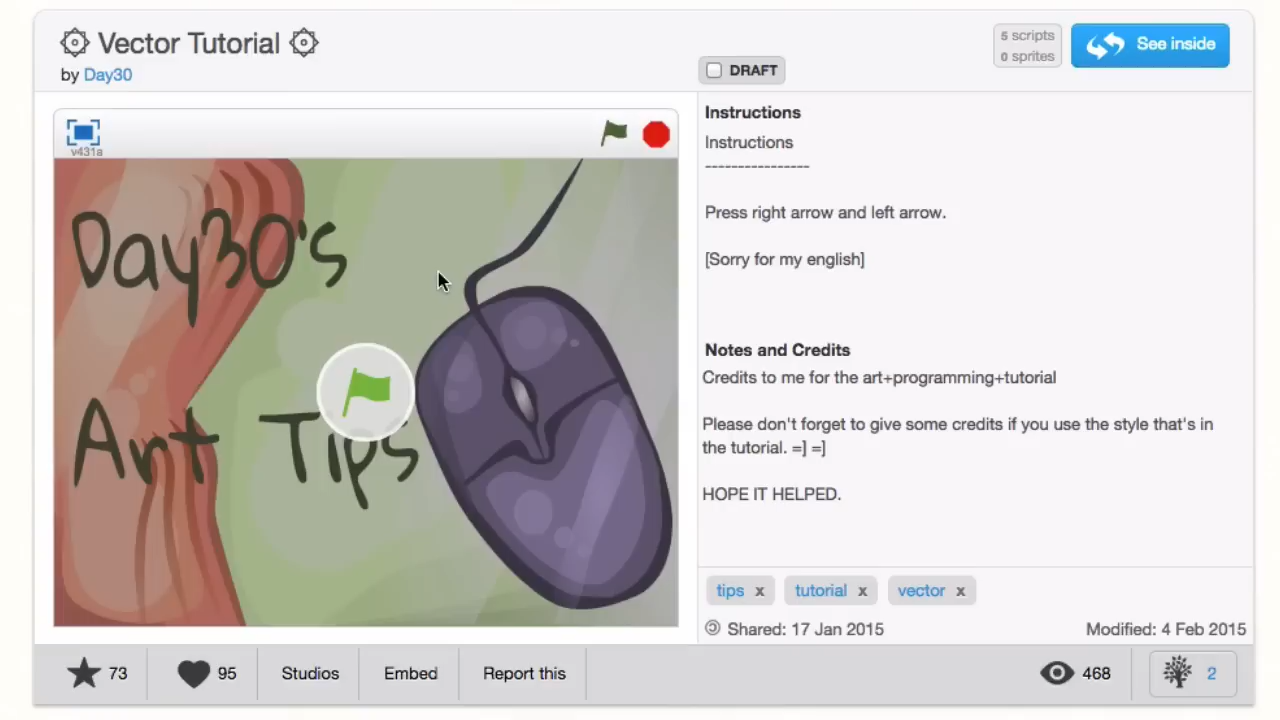 Vector Tutorial
by Day30
5 scripts
0 sprites
See inside
DRAFT
v431a
Day30's
Art Tips
Instructions
Instructions
----------------
Press right arrow and left arrow.
[Sorry for my english]
Notes and Credits
Credits to me for the art+programming+tutorial
Please don't forget to give some credits if you use the style that's in
the tutorial. =] =]
HOPE IT HELPED.
tips x
tutorial x
vector x
Shared: 17 Jan 2015
Modified: 4 Feb 2015
73
95
Studios
Embed
Report this
468
2